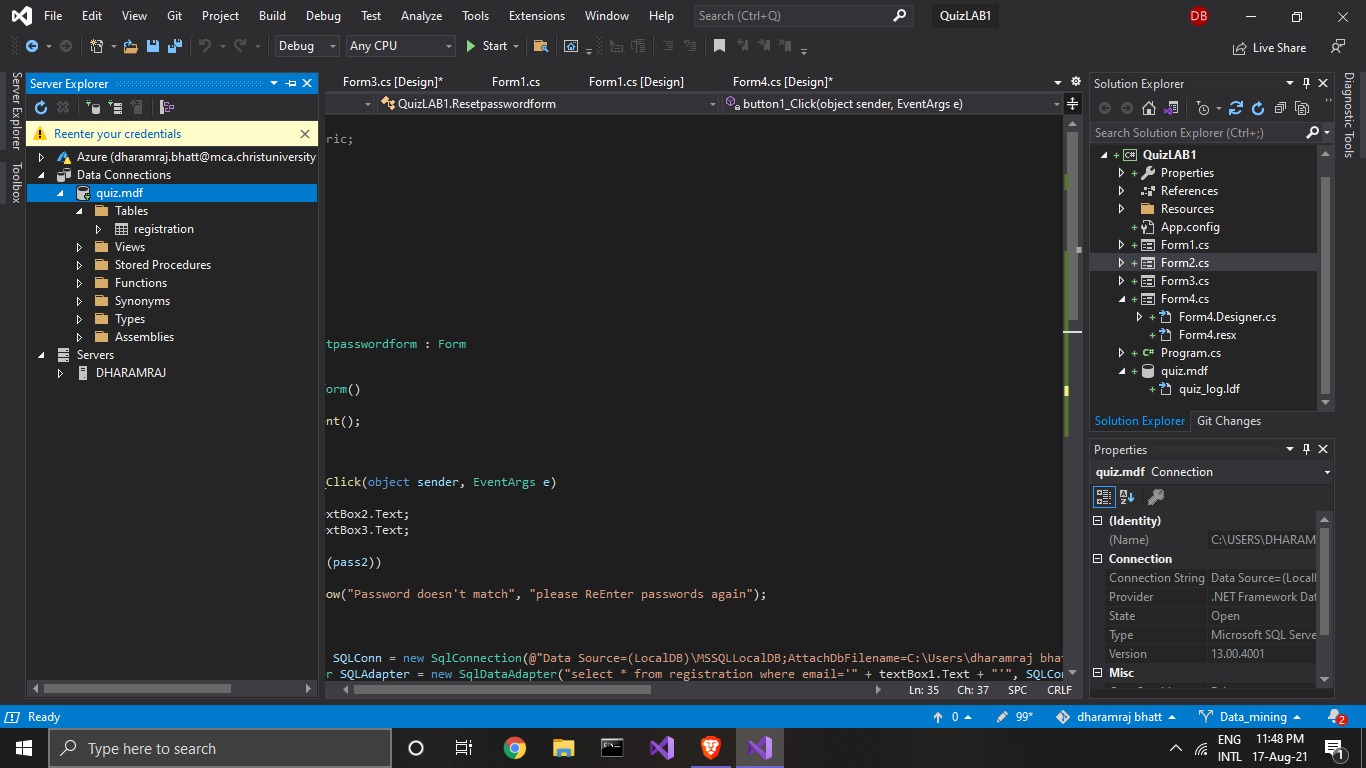 File Edit View Git Project Build Debug Test Analyze Tools Extensions Window Help Search (Ctrl+Q) QuizLAB1 DB
Debug Any CPU Start Live Share
Server Explorer
Toolbox
Server Explorer
Reenter your credentials
Azure (dharamraj.bhatt@mca.christuniversity
Data Connections
quiz.mdf
Tables
registration
Views
Stored Procedures
Functions
Synonyms
Types
Assemblies
Servers
DHARAMRAJ
Form3.cs [Design]* Form1.cs Form1.cs [Design] Form4.cs [Design]*
QuizLAB1.Resetpasswordform button1_Click(object sender, EventArgs e)
eric;
tpasswordform : Form
orm()
nt();
_Click(object sender, EventArgs e)
extBox2.Text;
extBox3.Text;
(pass2))
ow("Password doesn't match", "please ReEnter passwords again");
SQLConn = new SqlConnection(@"Data Source=(LocalDB)\MSSQLLocalDB;AttachDbFilename=C:\Users\dharamraj bhat
r SQLAdapter = new SqlDataAdapter("select * from registration where email='" + textBox1.Text + "'", SQLCon
Ln: 35 Ch: 37 SPC CRLF
Solution Explorer
Search Solution Explorer (Ctrl+;)
QuizLAB1
Properties
References
Resources
App.config
Form1.cs
Form2.cs
Form3.cs
Form4.cs
Form4.Designer.cs
Form4.resx
Program.cs
quiz.mdf
quiz_log.ldf
Solution Explorer Git Changes
Properties
quiz.mdf Connection
(Identity)
(Name) C:\USERS\DHARAM
Connection
Connection String Data Source=(Local
Provider .NET Framework Dat
State Open
Type Microsoft SQL Serve
Version 13.00.4001
Misc
Diagnostic Tools
Ready 0 99* dharamraj bhatt Data_mining 2
Type here to search
ENG
INTL
11:48 PM
17-Aug-21
1